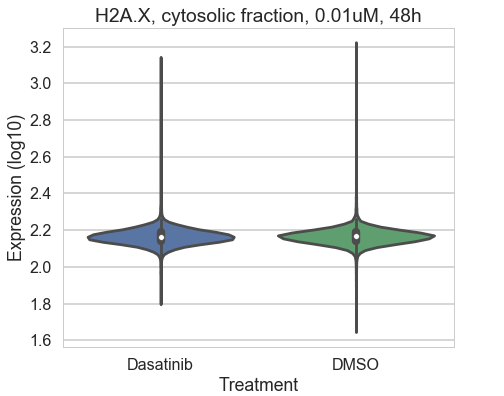 H2A.X, cytosolic fraction, 0.01uM, 48h
Expression (log10)
3.2
3.0
2.8
2.6
2.4
2.2
2.0
1.8
1.6
Dasatinib DMSO
Treatment